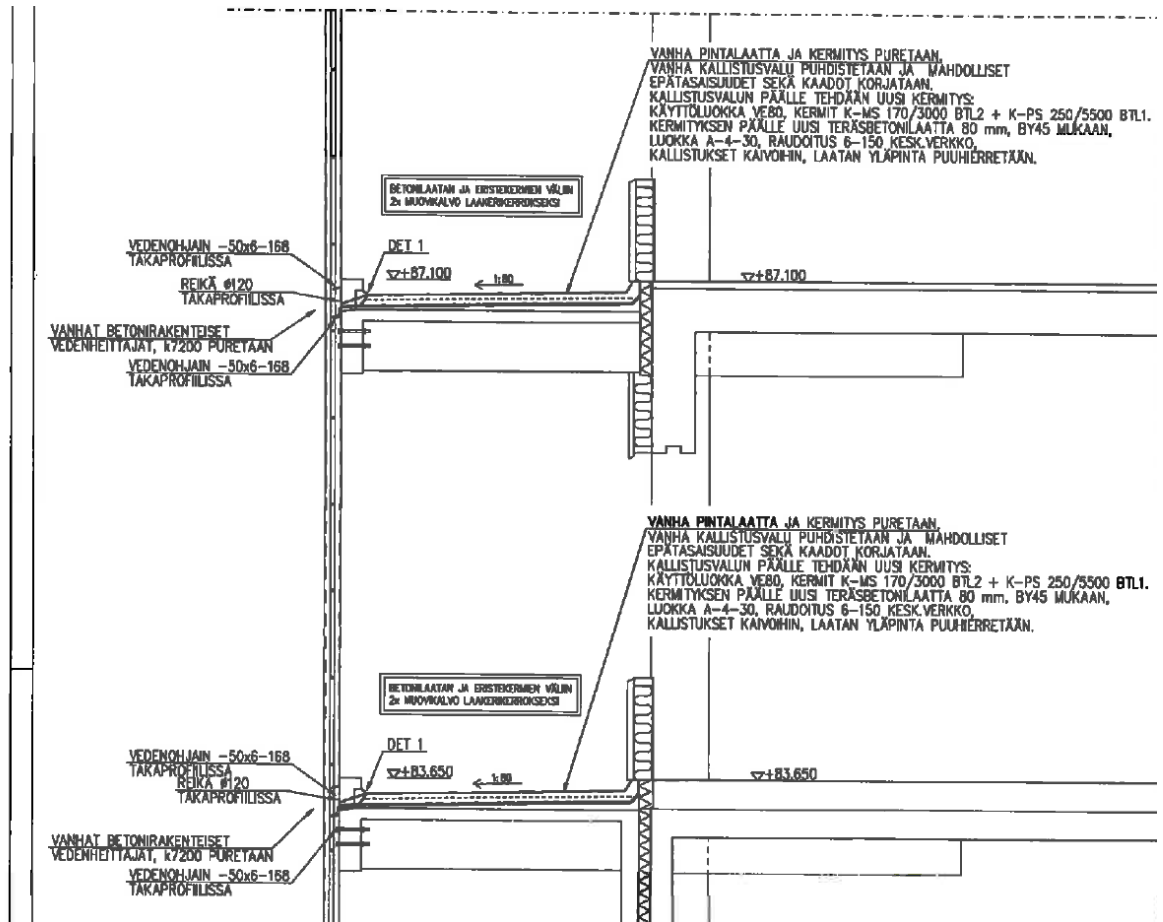 VANHA PINTALAATTA JA KERMITYS PURETAAN,
VANHA KALLISTUSVALU PUHDISTETAAN JA MAHDOLLISET
EPÄTASAISUUDET SEKÄ KAADOT KORJATAAN.
KALLISTUSVALUN PÄÄLLE TEHDÄÄN UUSI KERMITYS:
KÄYTTÖLUOKKA VE80, KERMIT K-MS 170/3000 BTL2 + K-PS 250/5500 BTL1.
KERMITYKSEN PÄÄLLE UUSI TERÄSBETONILAATTA 80 mm, BY45 MUKAAN,
LUOKKA A-4-30, RAUDOITUS 6-150 KESK.VERKKO,
KALLISTUKSET KAIVOIHIN, LAATAN YLÄPINTA PUUHIERRETÄÄN.
BETONILAATAN JA ERISTEKERMIEN VÄLIIN
2x MUOVIKALVO LAAKERIKERROKSEKSI
VEDENOHJAIN -50x6-168
TAKAPROFIILISSA
DET 1
+87.100
1:80
+87.100
REIKÄ ø120
TAKAPROFIILISSA
VANHAT BETONIRAKENTEISET
VEDENHEITTÄJÄT, k7200 PURETAAN
VEDENOHJAIN -50x6-168
TAKAPROFIILISSA
VANHA PINTALAATTA JA KERMITYS PURETAAN,
VANHA KALLISTUSVALU PUHDISTETAAN JA MAHDOLLISET
EPÄTASAISUUDET SEKÄ KAADOT KORJATAAN.
KALLISTUSVALUN PÄÄLLE TEHDÄÄN UUSI KERMITYS:
KÄYTTÖLUOKKA VE80, KERMIT K-MS 170/3000 BTL2 + K-PS 250/5500 BTL1.
KERMITYKSEN PÄÄLLE UUSI TERÄSBETONILAATTA 80 mm, BY45 MUKAAN,
LUOKKA A-4-30, RAUDOITUS 6-150 KESK.VERKKO,
KALLISTUKSET KAIVOIHIN, LAATAN YLÄPINTA PUUHIERRETÄÄN.
BETONILAATAN JA ERISTEKERMIEN VÄLIIN
2x MUOVIKALVO LAAKERIKERROKSEKSI
VEDENOHJAIN -50x6-168
TAKAPROFIILISSA
DET 1
+83.650
1:80
+83.650
REIKÄ ø120
TAKAPROFIILISSA
VANHAT BETONIRAKENTEISET
VEDENHEITTÄJÄT, k7200 PURETAAN
VEDENOHJAIN -50x6-168
TAKAPROFIILISSA